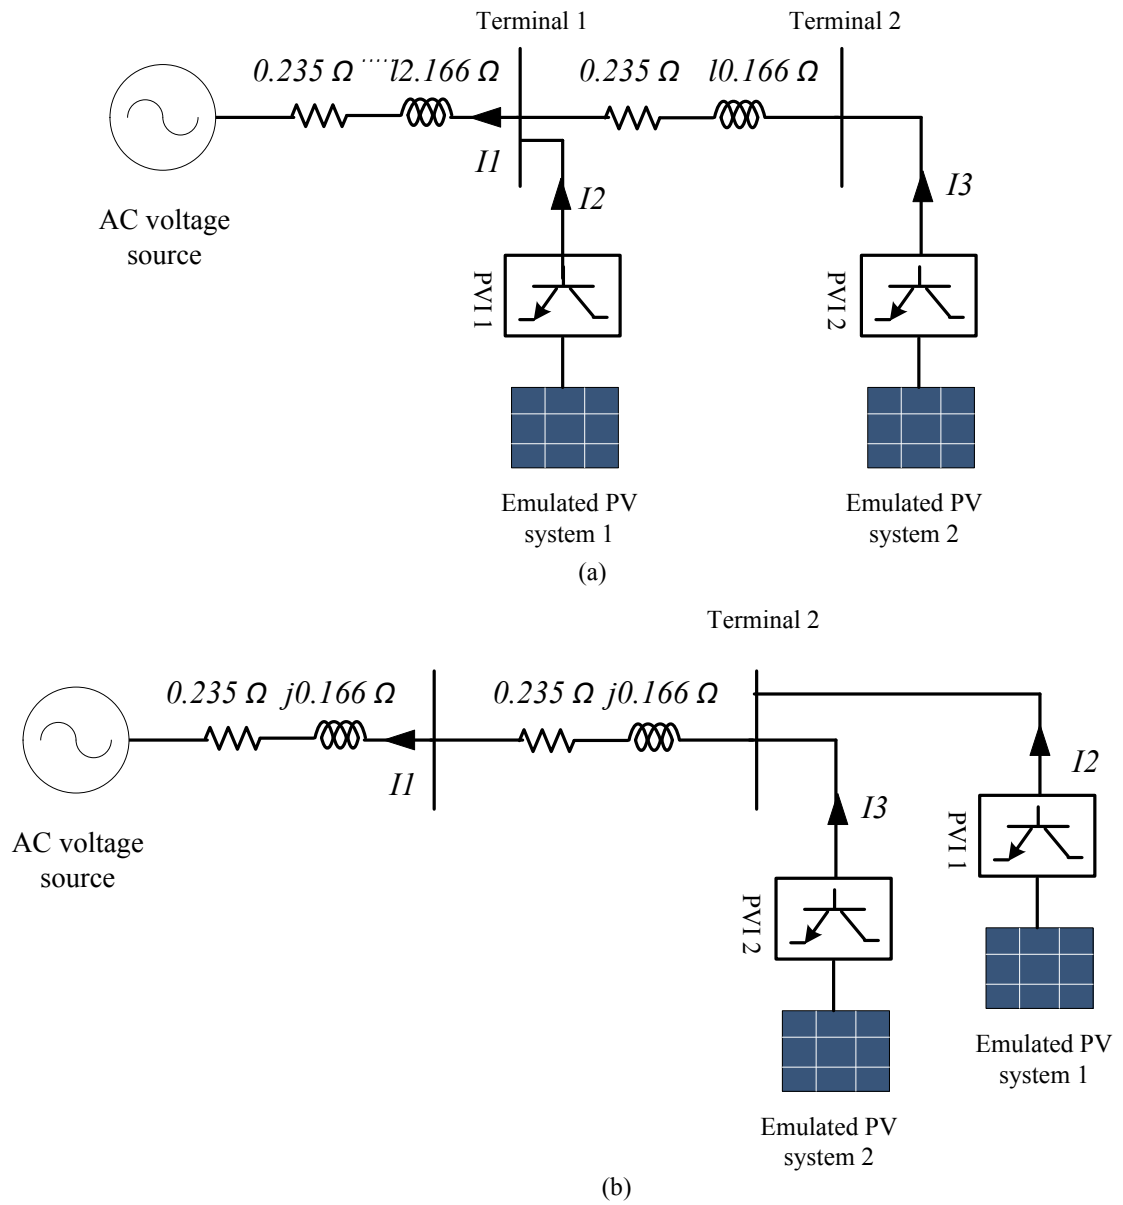 Terminal 1
Terminal 2
0.235 Ω ·····l2.166 Ω
0.235 Ω l0.166 Ω
I1
I2
I3
AC voltage
source
PVI 1
PVI 2
Emulated PV
system 1
Emulated PV
system 2
(a)
Terminal 2
0.235 Ω j0.166 Ω
0.235 Ω j0.166 Ω
I1
I2
I3
AC voltage
source
PVI 1
PVI 2
Emulated PV
system 1
Emulated PV
system 2
(b)